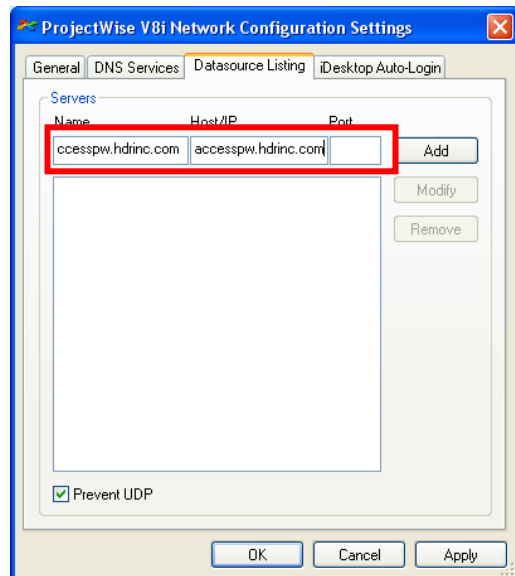 ProjectWise V8i Network Configuration Settings
General DNS Services Datasource Listing iDesktop Auto-Login
Servers
Name Host/IP Port
ccesspw.hdrinc.com accesspw.hdrinc.com Add
Modify
Remove
Prevent UDP
OK Cancel Apply